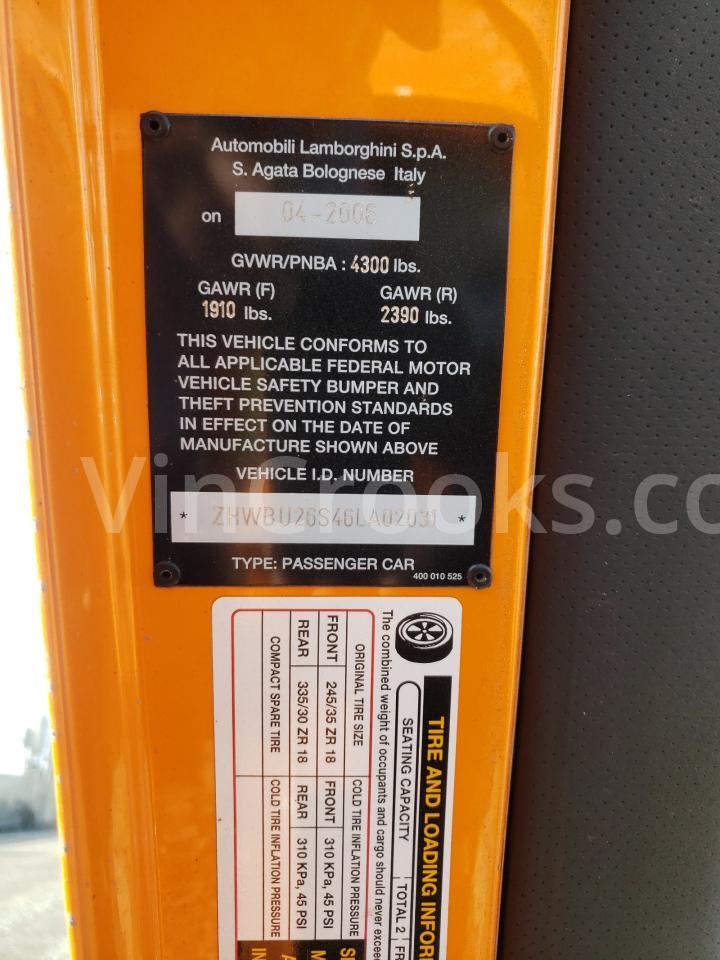 Automobili Lamborghini S.p.A.
S. Agata Bolognese Italy
on 04-2006
GVWR/PNBA : 4300 lbs.
GAWR (F) GAWR (R)
1910 lbs. 2390 lbs.
THIS VEHICLE CONFORMS TO
ALL APPLICABLE FEDERAL MOTOR
VEHICLE SAFETY BUMPER AND
THEFT PREVENTION STANDARDS
IN EFFECT ON THE DATE OF
MANUFACTURE SHOWN ABOVE
VinCrooks.co
VEHICLE I.D. NUMBER
* ZHWBU26S46LA02031 *
TYPE: PASSENGER CAR
400 010 525
TIRE AND LOADING INFOR
SEATING CAPACITY TOTAL 2 FR
The combined weight of occupants and cargo should never excee
ORIGINAL TIRE SIZE COLD TIRE INFLATION PRESSURE
FRONT 245/35 ZR 18 FRONT 310 KPa, 45 PSI
REAR 335/30 ZR 18 REAR 310 KPa, 45 PSI
COMPACT SPARE TIRE COLD TIRE INFLATION PRESSURE